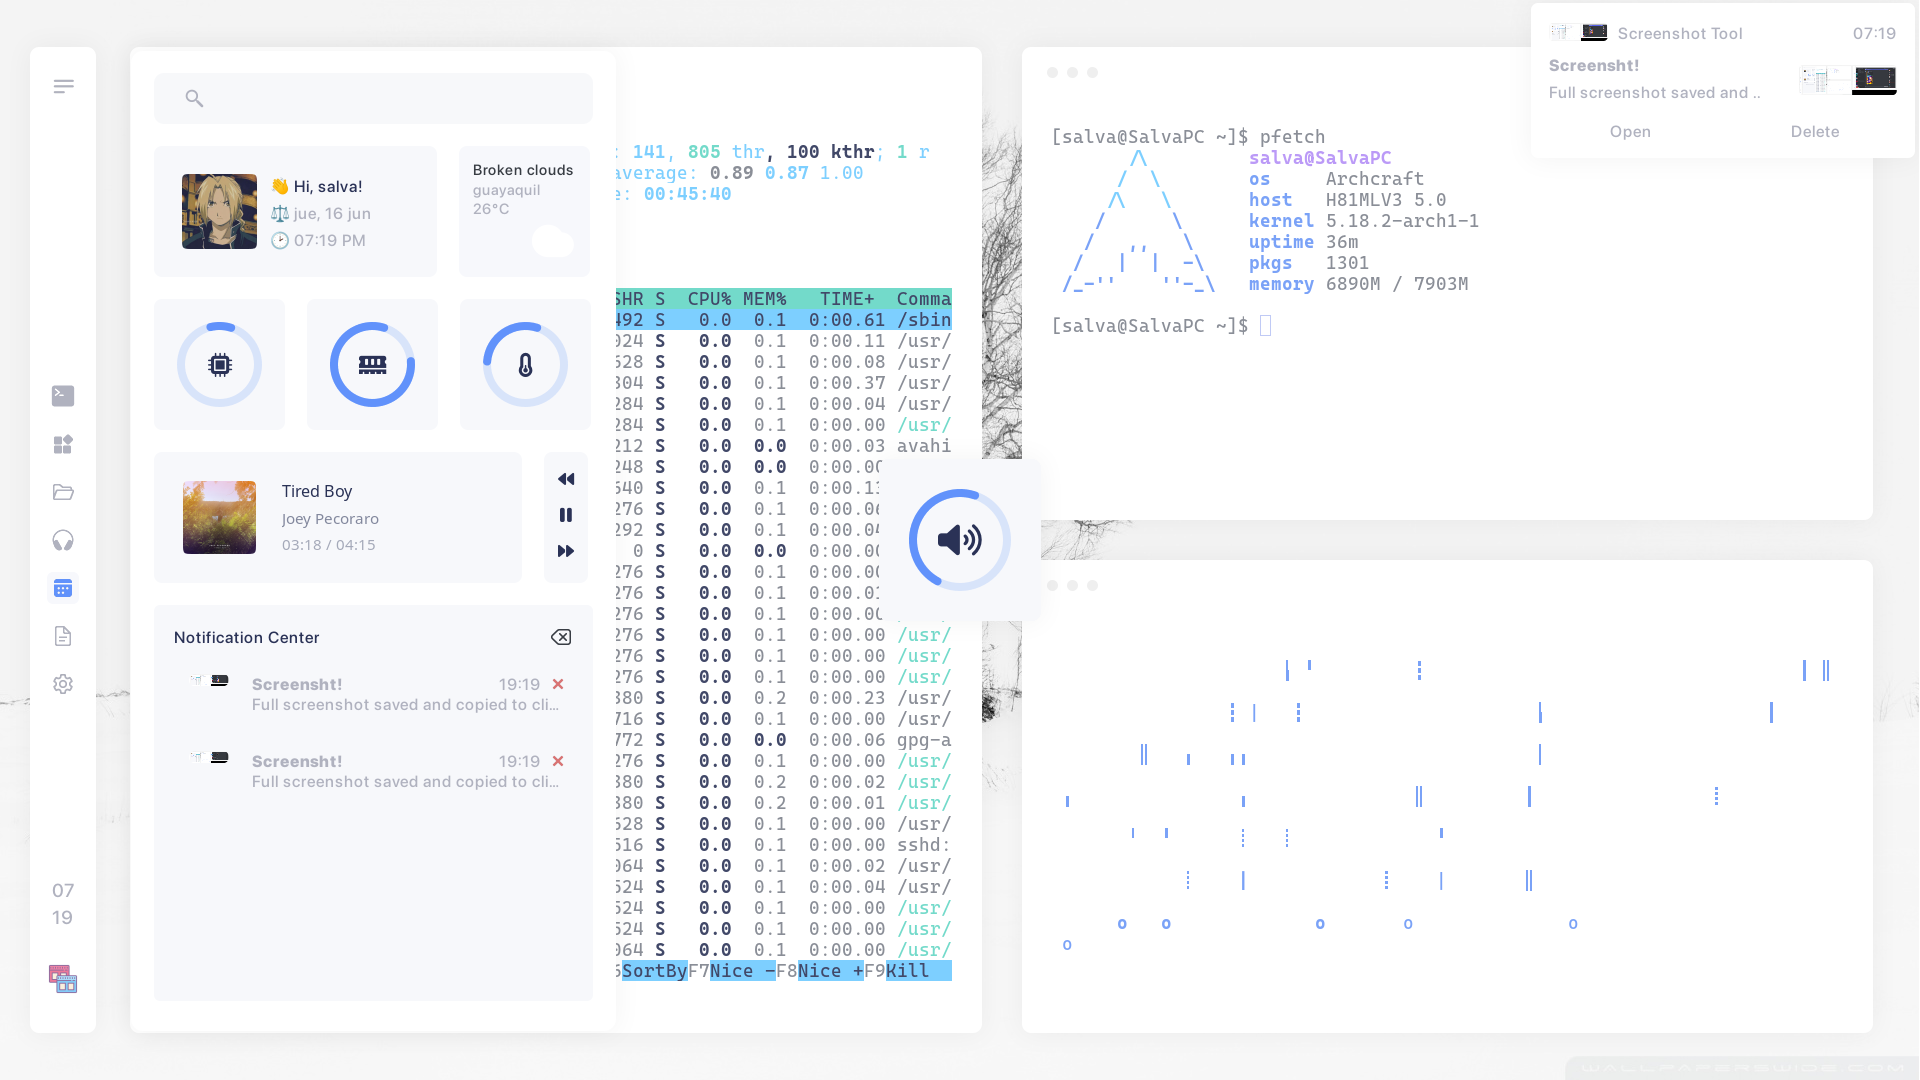 👋 Hi, salva!
⚖️ jue, 16 jun
🕑 07:19 PM
Broken clouds
guayaquil
26°C
Tired Boy
Joey Pecoraro
03:18 / 04:15
Notification Center
Screensht!
19:19
Full screenshot saved and copied to cli...
Screensht!
19:19
Full screenshot saved and copied to cli...
07
19
: 141, 805 thr, 100 kthr; 1 r
average: 0.89 0.87 1.00
e: 00:45:40
SHR S CPU% MEM% TIME+ Comma
492 S 0.0 0.1 0:00.61 /sbin
024 S 0.0 0.1 0:00.11 /usr/
628 S 0.0 0.1 0:00.08 /usr/
304 S 0.0 0.1 0:00.37 /usr/
284 S 0.0 0.1 0:00.04 /usr/
284 S 0.0 0.1 0:00.00 /usr/
212 S 0.0 0.0 0:00.03 avahi
248 S 0.0 0.0 0:00.00
640 S 0.0 0.1 0:00.1
276 S 0.0 0.1 0:00.0
292 S 0.0 0.1 0:00.0
0 S 0.0 0.0 0:00.0
276 S 0.0 0.1 0:00.0
276 S 0.0 0.1 0:00.0
276 S 0.0 0.1 0:00.0
276 S 0.0 0.1 0:00.00 /usr/
276 S 0.0 0.1 0:00.00 /usr/
276 S 0.0 0.1 0:00.00 /usr/
380 S 0.0 0.2 0:00.23 /usr/
716 S 0.0 0.1 0:00.00 /usr/
772 S 0.0 0.0 0:00.06 gpg-a
276 S 0.0 0.1 0:00.00 /usr/
380 S 0.0 0.2 0:00.02 /usr/
380 S 0.0 0.2 0:00.01 /usr/
628 S 0.0 0.1 0:00.00 /usr/
516 S 0.0 0.1 0:00.00 sshd:
064 S 0.0 0.1 0:00.02 /usr/
524 S 0.0 0.1 0:00.04 /usr/
524 S 0.0 0.1 0:00.00 /usr/
524 S 0.0 0.1 0:00.00 /usr/
064 S 0.0 0.1 0:00.00 /usr/
6SortByF7Nice -F8Nice +F9Kill
[salva@SalvaPC ~]$ pfetch
salva@SalvaPC
os Archcraft
host H81MLV3 5.0
kernel 5.18.2-arch1-1
uptime 36m
pkgs 1301
memory 6890M / 7903M
[salva@SalvaPC ~]$
Screenshot Tool 07:19
Screensht!
Full screenshot saved and ..
Open Delete
o o o o o
o
WALLPAPERSWIDE.COM